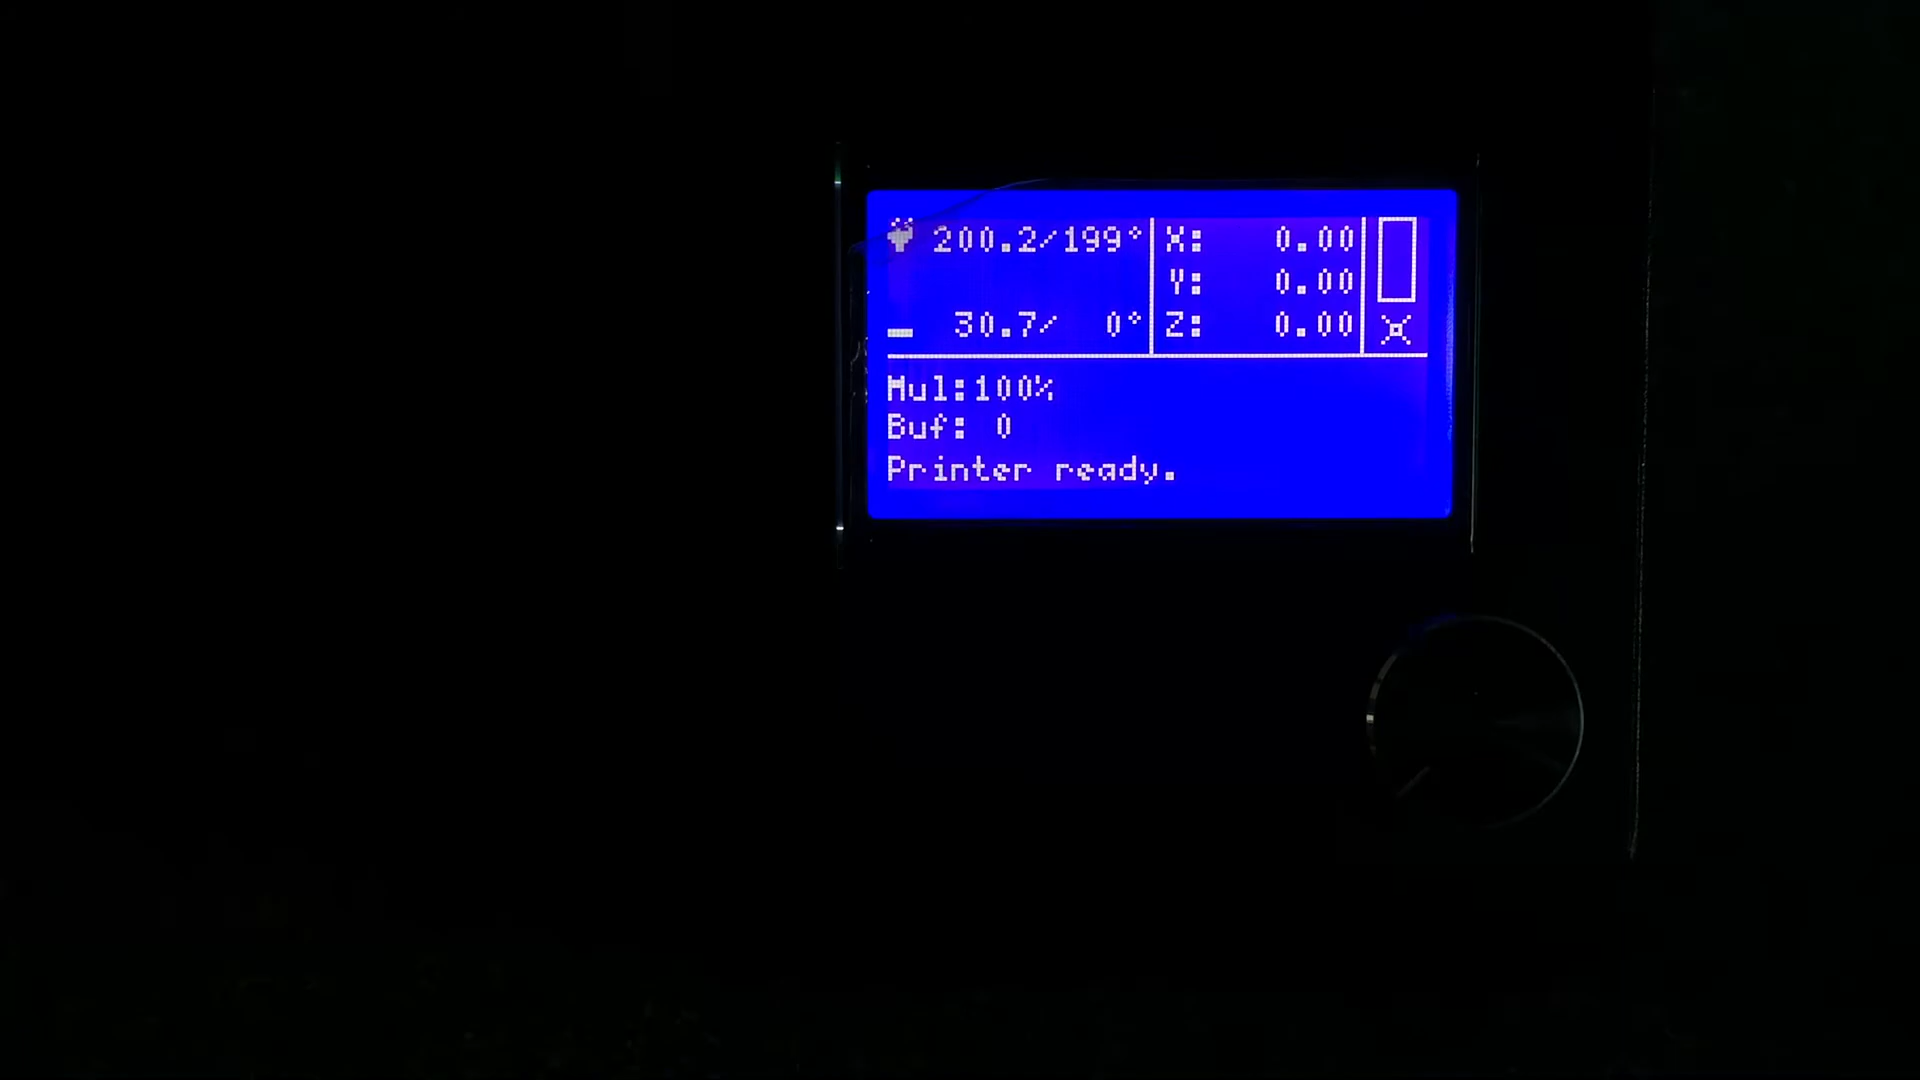 200.2/199° X: 0.00
Y: 0.00
30.7/ 0° Z: 0.00
Mul:100%
Buf: 0
Printer ready.